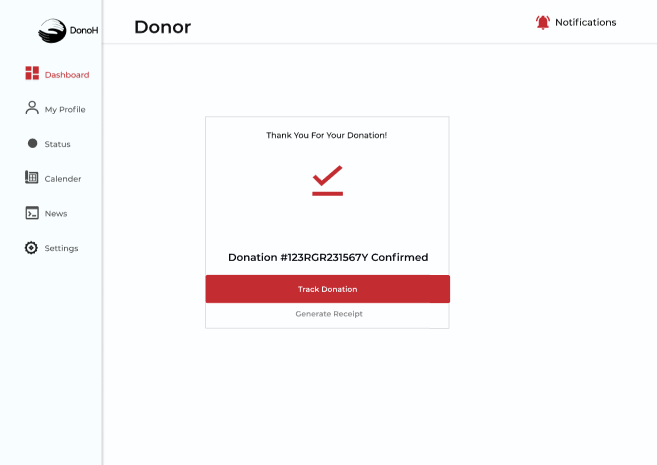 DonoH
Donor
Notifications
Dashboard
My Profile
Status
Calender
News
Settings
Thank You For Your Donation!
Donation #123RGR231567Y Confirmed
Track Donation
Generate Receipt